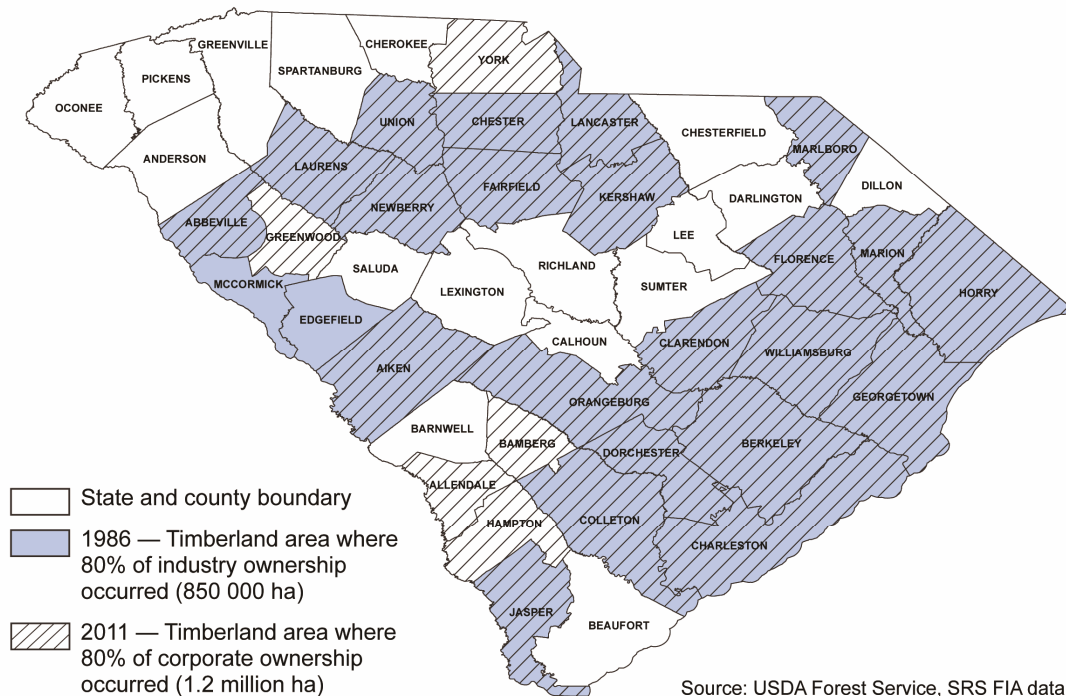 GREENVILLE
CHEROKEE
YORK
PICKENS
SPARTANBURG
OCONEE
UNION
CHESTER
LANCASTER
CHESTERFIELD
MARLBORO
ANDERSON
LAURENS
FAIRFIELD
KERSHAW
DARLINGTON
DILLON
ABBEVILLE
NEWBERRY
GREENWOOD
LEE
FLORENCE
MARION
SALUDA
RICHLAND
MCCORMICK
LEXINGTON
SUMTER
HORRY
EDGEFIELD
CALHOUN
CLARENDON
WILLIAMSBURG
AIKEN
ORANGEBURG
GEORGETOWN
BARNWELL
BAMBERG
DORCHESTER
BERKELEY
ALLENDALE
HAMPTON
COLLETON
CHARLESTON
JASPER
BEAUFORT
State and county boundary
1986 — Timberland area where
80% of industry ownership
occurred (850 000 ha)
2011 — Timberland area where
80% of corporate ownership
occurred (1.2 million ha)
Source: USDA Forest Service, SRS FIA data